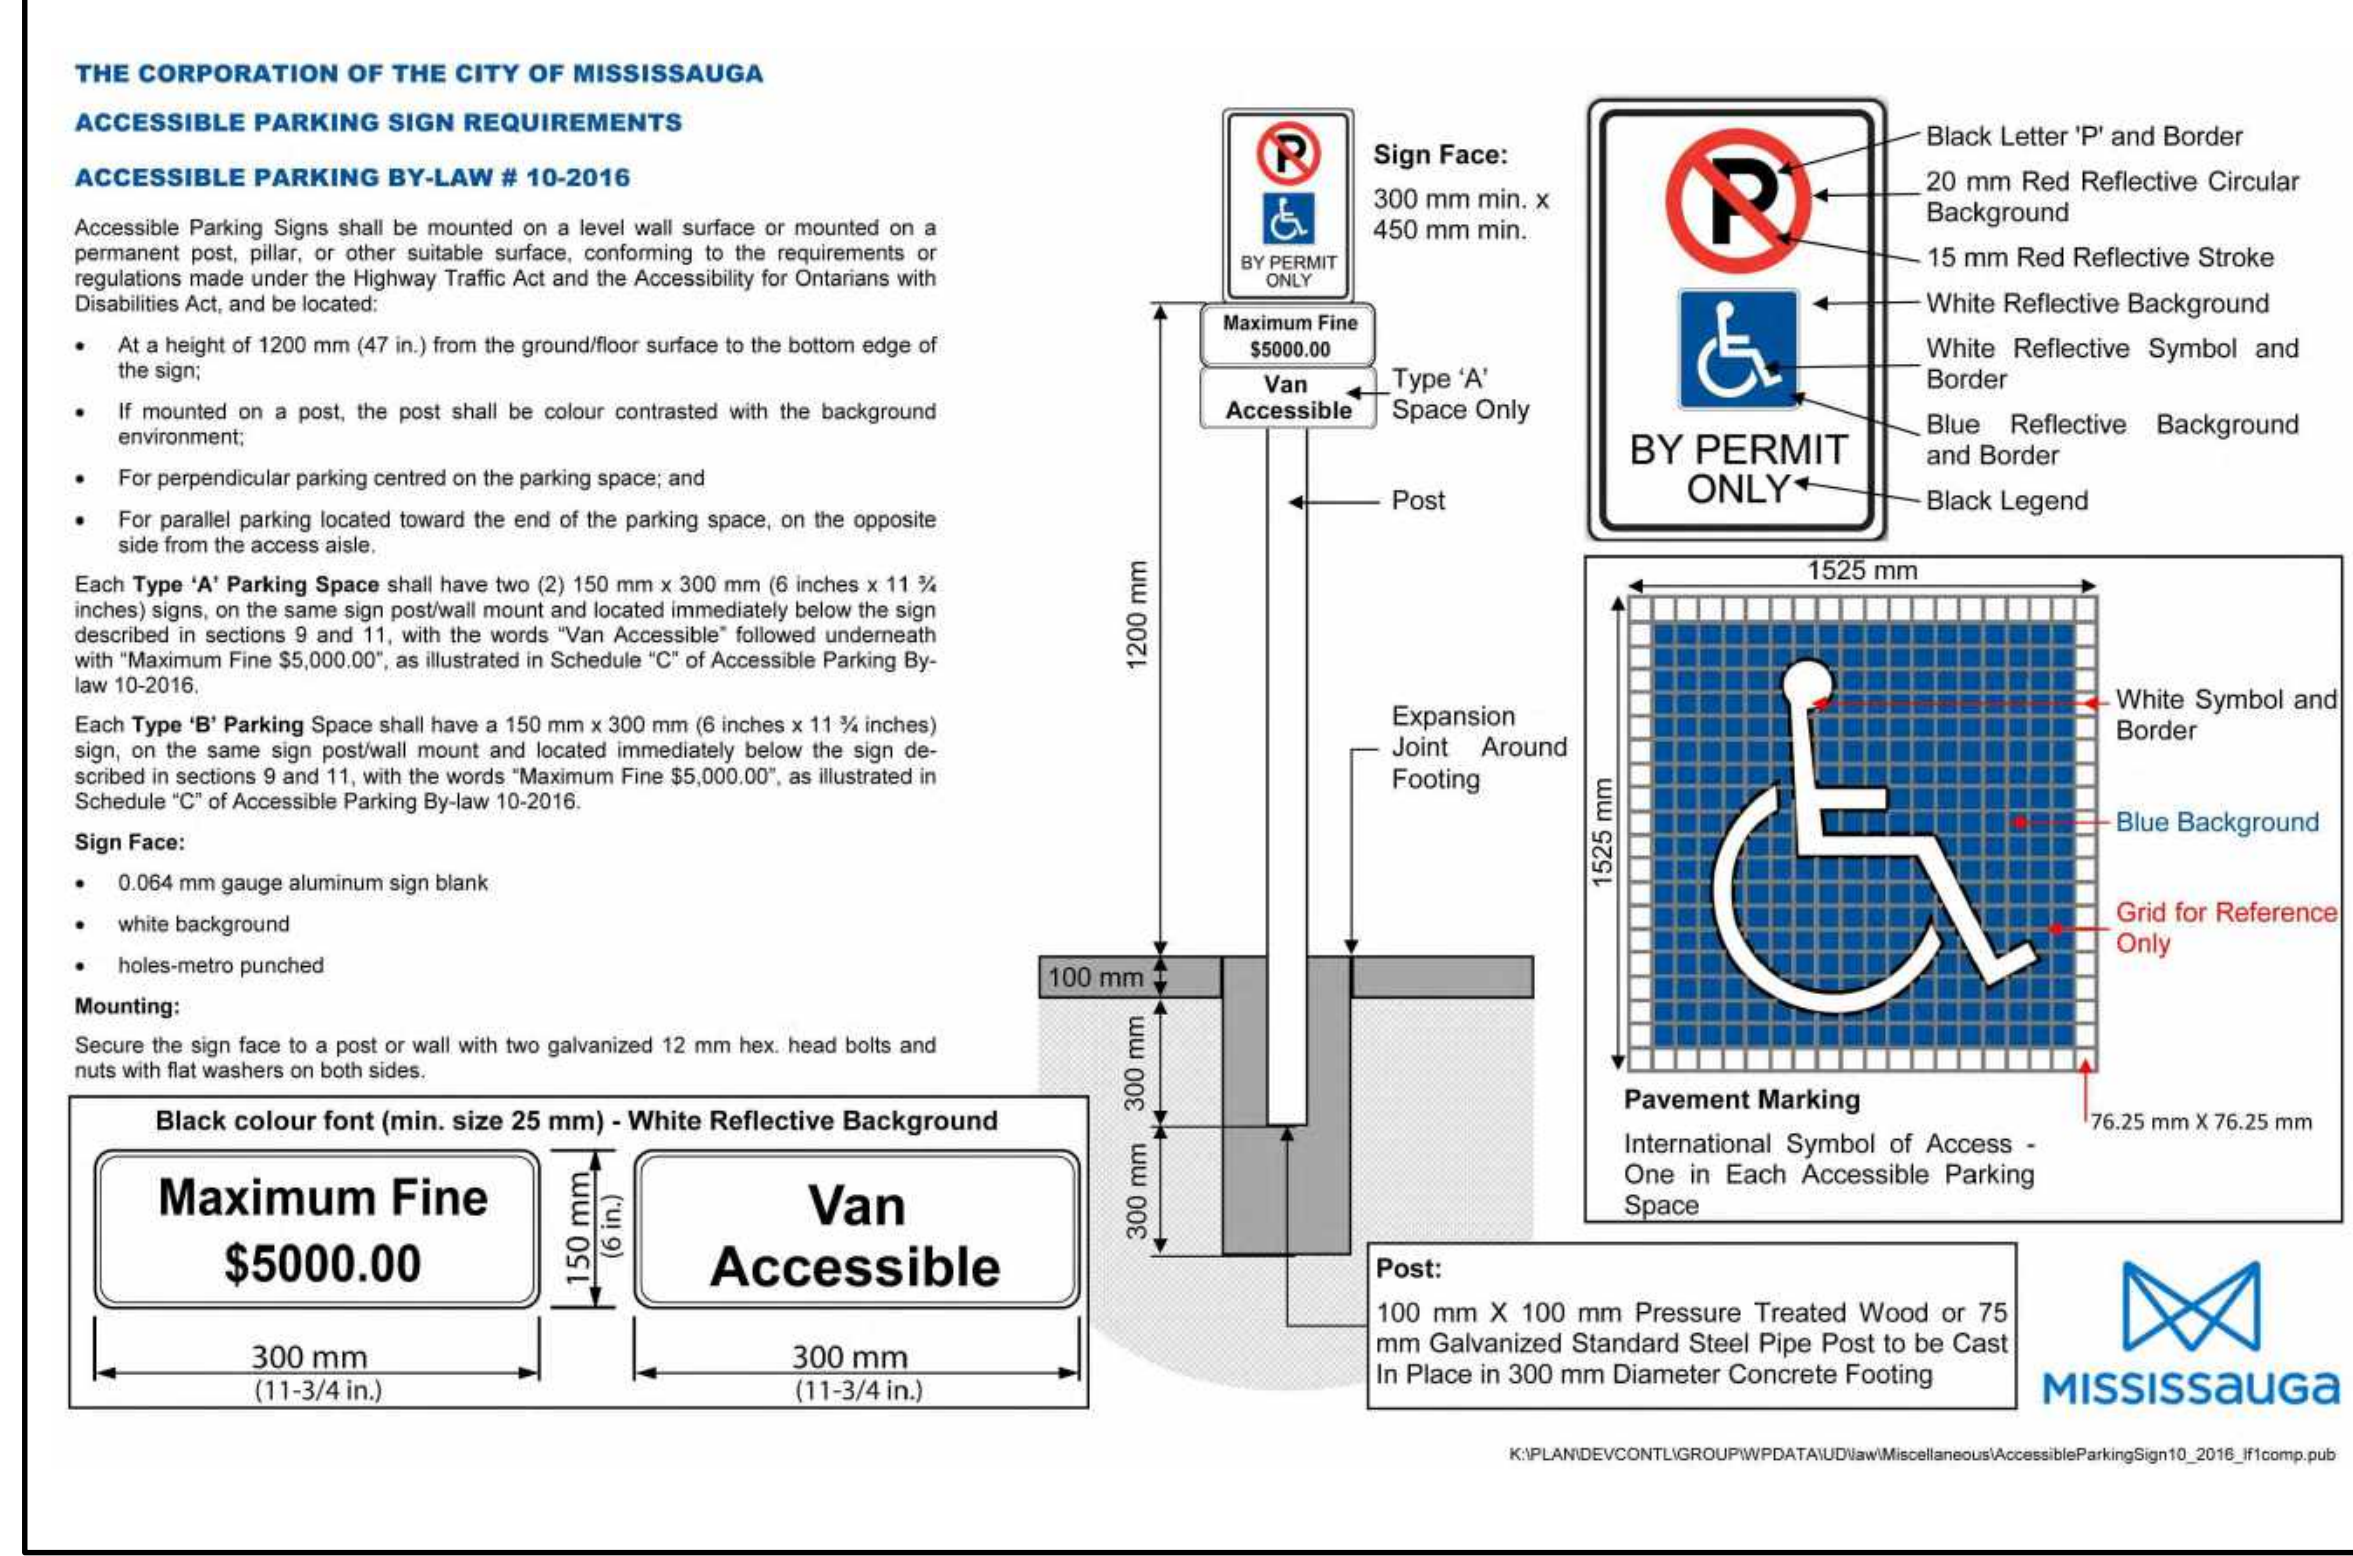 THE CORPORATION OF THE CITY OF MISSISSAUGA
ACCESSIBLE PARKING SIGN REQUIREMENTS
ACCESSIBLE PARKING BY-LAW # 10-2016
Accessible Parking Signs shall be mounted on a level wall surface or mounted on a
permanent post, pillar, or other suitable surface, conforming to the requirements or
regulations made under the Highway Traffic Act and the Accessibility for Ontarians with
Disabilities Act, and be located:
• At a height of 1200 mm (47 in.) from the ground/floor surface to the bottom edge of
the sign;
• If mounted on a post, the post shall be colour contrasted with the background
environment;
• For perpendicular parking centred on the parking space; and
• For parallel parking located toward the end of the parking space, on the opposite
side from the access aisle.
Each Type ‘A’ Parking Space shall have two (2) 150 mm x 300 mm (6 inches x 11 ¾
inches) signs, on the same sign post/wall mount and located immediately below the sign
described in sections 9 and 11, with the words “Van Accessible” followed underneath
with “Maximum Fine $5,000.00”, as illustrated in Schedule “C” of Accessible Parking By-
law 10-2016.
Each Type ‘B’ Parking Space shall have a 150 mm x 300 mm (6 inches x 11 ¾ inches)
sign, on the same sign post/wall mount and located immediately below the sign de-
scribed in sections 9 and 11, with the words “Maximum Fine $5,000.00”, as illustrated in
Schedule “C” of Accessible Parking By-law 10-2016.
Sign Face:
• 0.064 mm gauge aluminum sign blank
• white background
• holes-metro punched
Mounting:
Secure the sign face to a post or wall with two galvanized 12 mm hex. head bolts and
nuts with flat washers on both sides.
Black colour font (min. size 25 mm) - White Reflective Background
Maximum Fine
$5000.00
150 mm
(6 in.)
Van
Accessible
300 mm
(11-3/4 in.)
300 mm
(11-3/4 in.)
P
BY PERMIT
ONLY
Sign Face:
300 mm min. x
450 mm min.
Maximum Fine
$5000.00
Van
Accessible
Type ‘A’
Space Only
Post
1200 mm
Expansion
Joint Around
Footing
100 mm
300 mm
300 mm
Post:
100 mm X 100 mm Pressure Treated Wood or 75
mm Galvanized Standard Steel Pipe Post to be Cast
In Place in 300 mm Diameter Concrete Footing
P
BY PERMIT
ONLY
Black Letter 'P' and Border
20 mm Red Reflective Circular
Background
15 mm Red Reflective Stroke
White Reflective Background
White Reflective Symbol and
Border
Blue Reflective Background
and Border
Black Legend
1525 mm
1525 mm
White Symbol and
Border
Blue Background
Grid for Reference
Only
76.25 mm X 76.25 mm
Pavement Marking
International Symbol of Access -
One in Each Accessible Parking
Space
MISSISSauGa
K:\PLAN\DEVCONTL\GROUP\WPDATA\UD\law\Miscellaneous\AccessibleParkingSign10_2016_lf1comp.pub